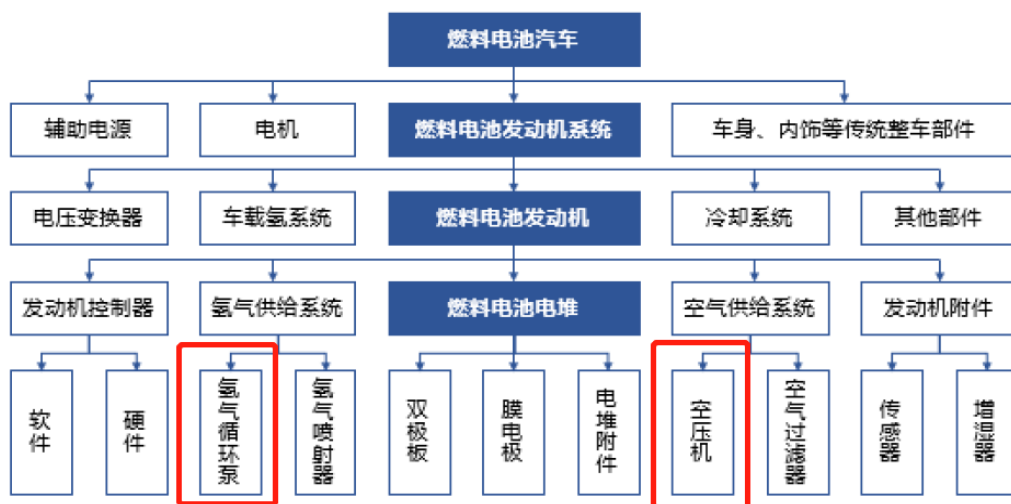 燃料电池汽车
辅助电源
电机
燃料电池发动机系统
车身、内饰等传统整车部件
电压变换器
车载氢系统
燃料电池发动机
冷却系统
其他部件
发动机控制器
氢气供给系统
燃料电池电堆
空气供给系统
发动机附件
软件
硬件
氢气循环泵
氢气喷射器
双极板
膜电极
电堆附件
空压机
空气过滤器
传感器
增湿器